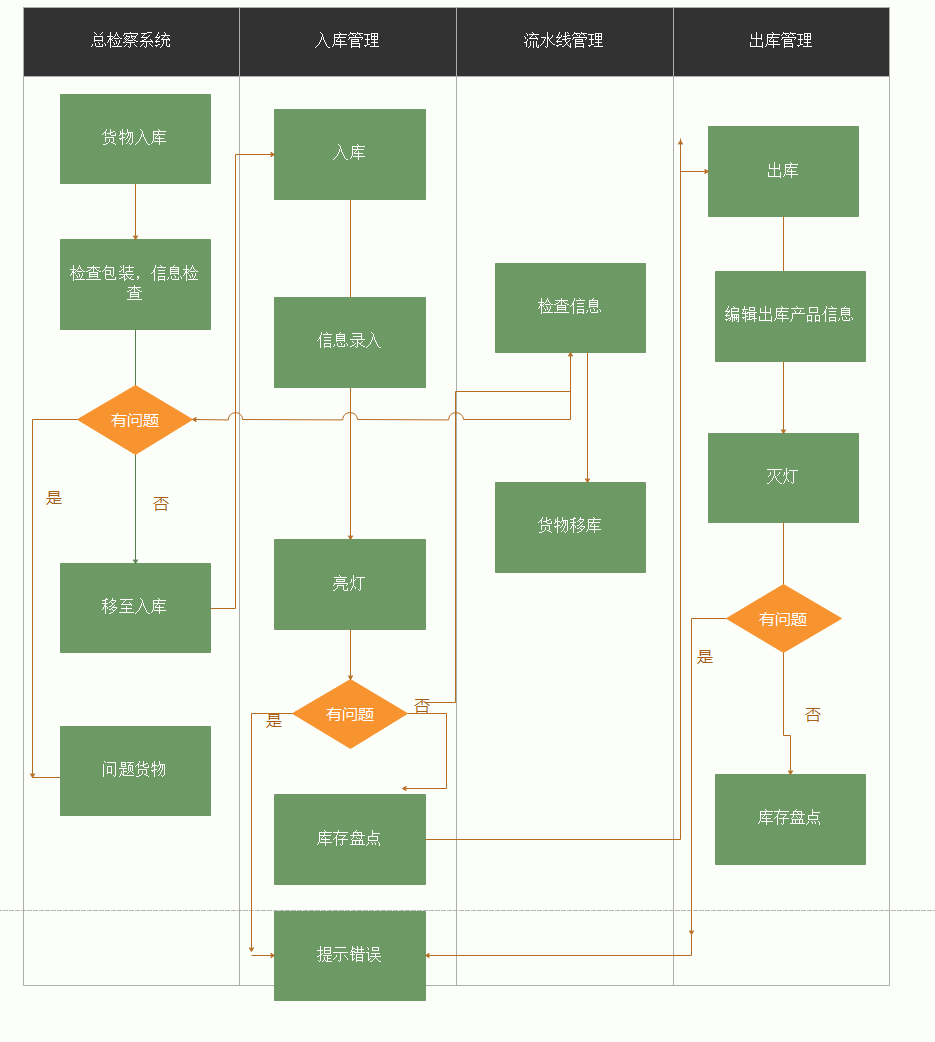 总检察系统
入库管理
流水线管理
出库管理
货物入库
检查包装，信息检
查
有问题
是
否
移至入库
问题货物
入库
信息录入
亮灯
有问题
是
否
库存盘点
提示错误
检查信息
货物移库
出库
编辑出库产品信息
灭灯
有问题
是
否
库存盘点